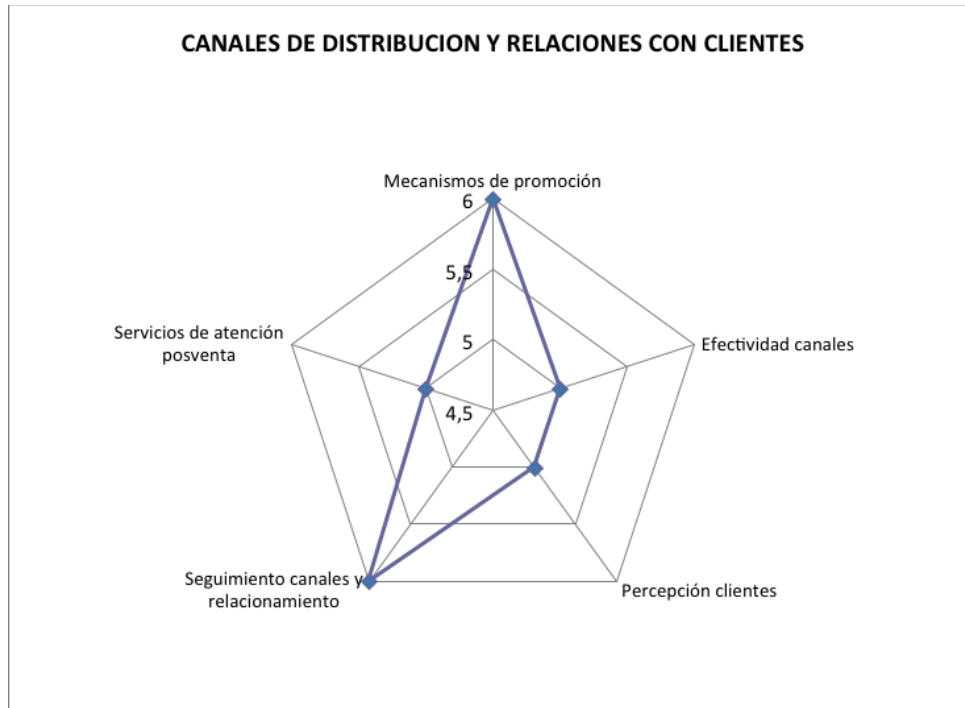 CANALES DE DISTRIBUCION Y RELACIONES CON CLIENTES
Mecanismos de promoción
6
5,5
5
4,5
Efectividad canales
Percepción clientes
Seguimiento canales y
relacionamiento
Servicios de atención
posventa